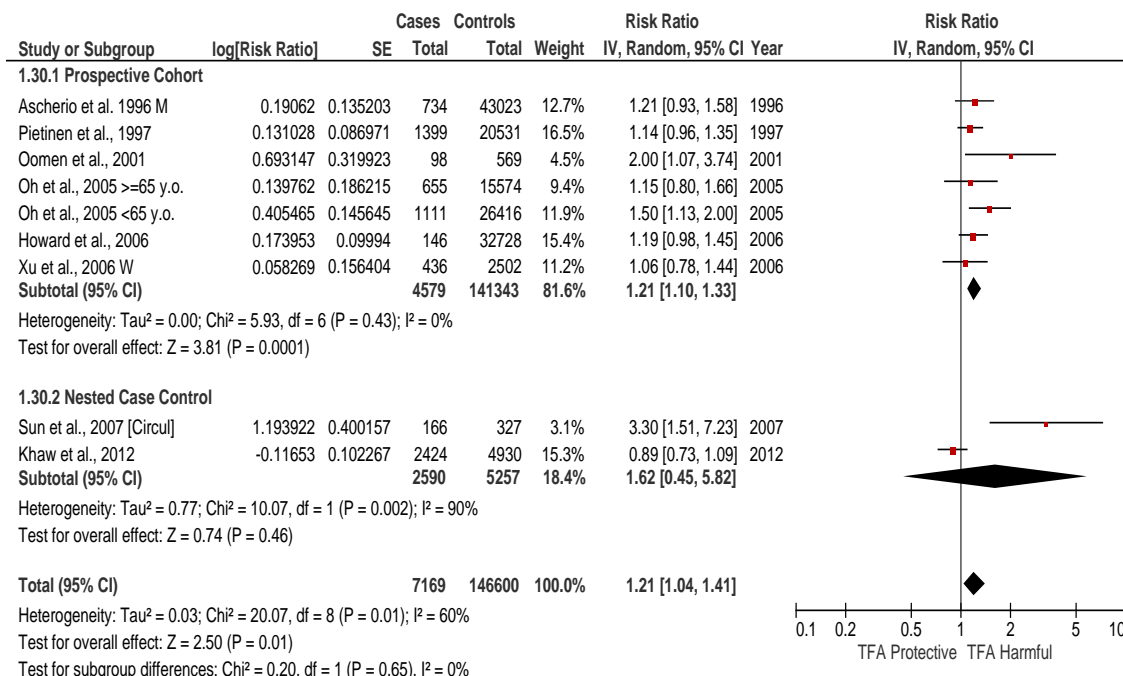 Cases Controls Risk Ratio Risk Ratio
Study or Subgroup log[Risk Ratio] SE Total Total Weight IV, Random, 95% CI Year IV, Random, 95% CI
1.30.1 Prospective Cohort
Ascherio et al. 1996 M 0.19062 0.135203 734 43023 12.7% 1.21 [0.93, 1.58] 1996
Pietinen et al., 1997 0.131028 0.086971 1399 20531 16.5% 1.14 [0.96, 1.35] 1997
Oomen et al., 2001 0.693147 0.319923 98 569 4.5% 2.00 [1.07, 3.74] 2001
Oh et al., 2005 >=65 y.o. 0.139762 0.186215 655 15574 9.4% 1.15 [0.80, 1.66] 2005
Oh et al., 2005 <65 y.o. 0.405465 0.145645 1111 26416 11.9% 1.50 [1.13, 2.00] 2005
Howard et al., 2006 0.173953 0.09994 146 32728 15.4% 1.19 [0.98, 1.45] 2006
Xu et al., 2006 W 0.058269 0.156404 436 2502 11.2% 1.06 [0.78, 1.44] 2006
Subtotal (95% CI) 4579 141343 81.6% 1.21 [1.10, 1.33]
Heterogeneity: Tau² = 0.00; Chi² = 5.93, df = 6 (P = 0.43); I² = 0%
Test for overall effect: Z = 3.81 (P = 0.0001)
1.30.2 Nested Case Control
Sun et al., 2007 [Circul] 1.193922 0.400157 166 327 3.1% 3.30 [1.51, 7.23] 2007
Khaw et al., 2012 -0.11653 0.102267 2424 4930 15.3% 0.89 [0.73, 1.09] 2012
Subtotal (95% CI) 2590 5257 18.4% 1.62 [0.45, 5.82]
Heterogeneity: Tau² = 0.77; Chi² = 10.07, df = 1 (P = 0.002); I² = 90%
Test for overall effect: Z = 0.74 (P = 0.46)
Total (95% CI) 7169 146600 100.0% 1.21 [1.04, 1.41]
Heterogeneity: Tau² = 0.03; Chi² = 20.07, df = 8 (P = 0.01); I² = 60%
Test for overall effect: Z = 2.50 (P = 0.01)
Test for subgroup differences: Chi² = 0.20, df = 1 (P = 0.65), I² = 0%
0.1 0.2 0.5 1 2 5 10
TFA Protective TFA Harmful